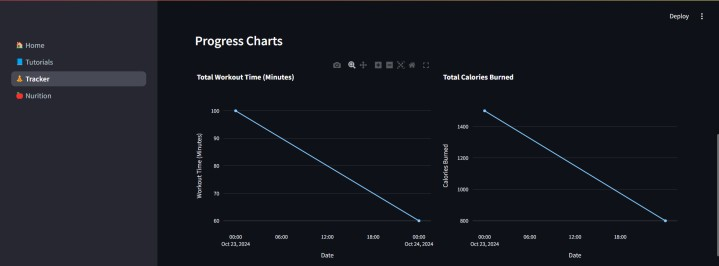 Deploy
Home
Tutorials
Tracker
Nurition
Progress Charts
Total Workout Time (Minutes)
Workout Time (Minutes)
100
90
80
70
60
00:00
Oct 23, 2024
06:00
12:00
18:00
00:00
Oct 24, 2024
Date
Total Calories Burned
Calories Burned
1400
1200
1000
800
00:00
Oct 23, 2024
06:00
12:00
18:00
Date